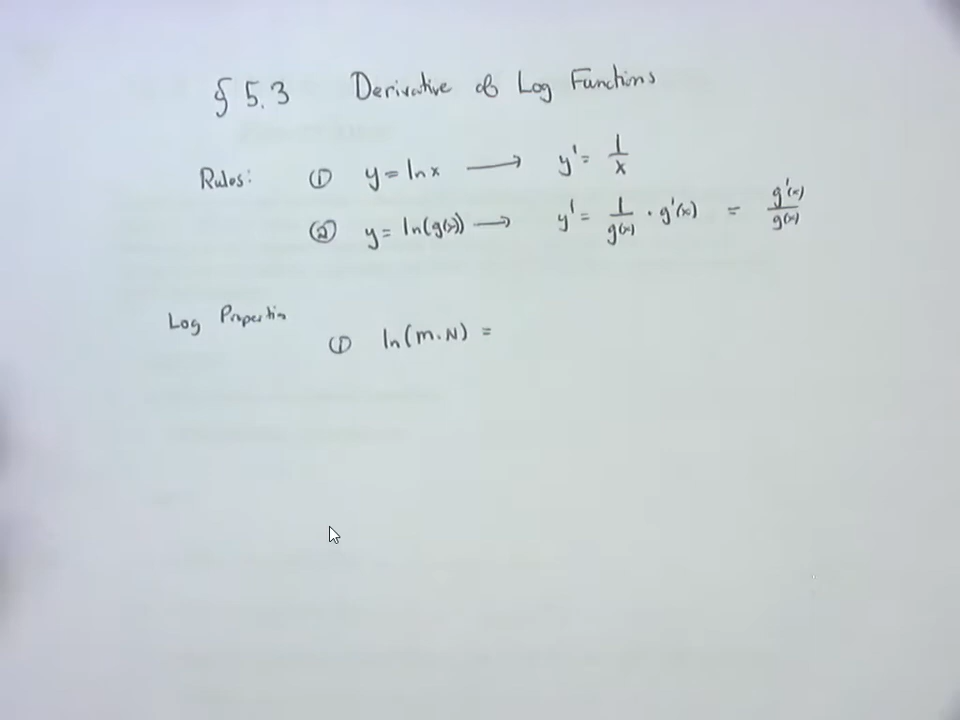 § 5.3 Derivative of Log Functions
Rules: ① y = ln x ⟶ y' = 1/x
② y = ln(g(x)) ⟶ y' = 1/g(x) · g'(x) = g'(x)/g(x)
Log Properties
① ln(M·N) =